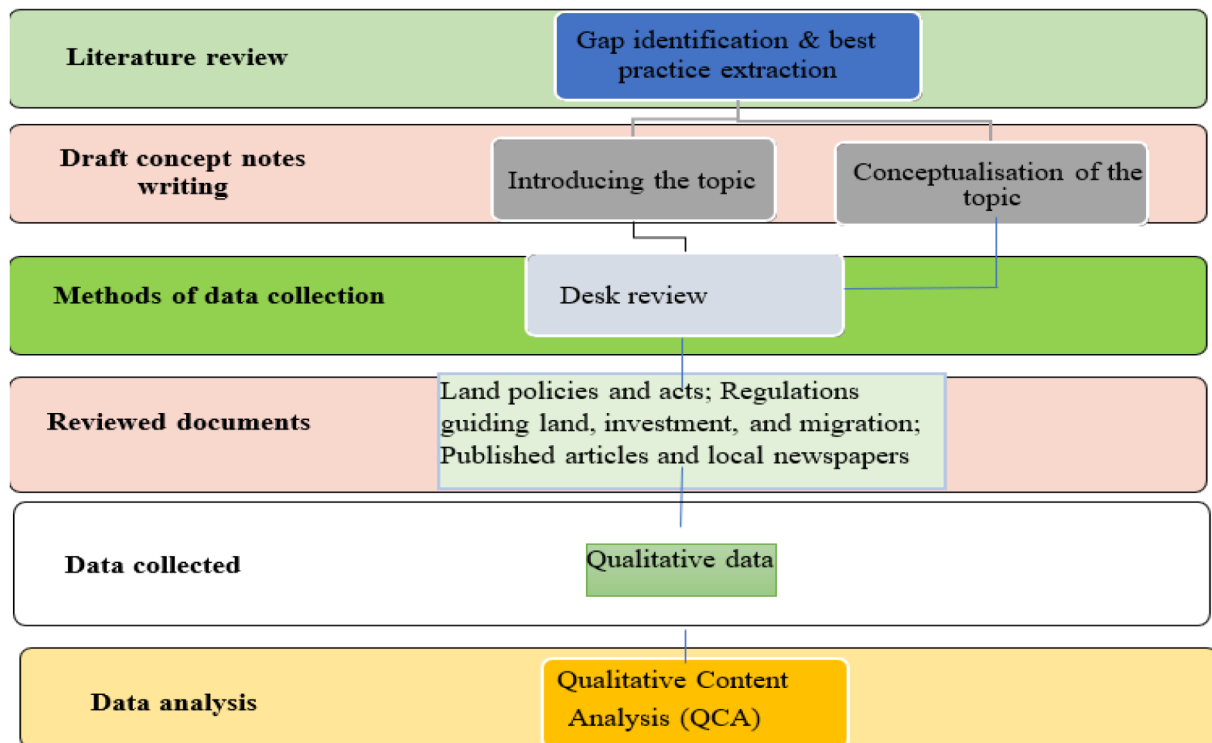 Literature review
Gap identification & best
practice extraction
Draft concept notes
writing
Introducing the topic
Conceptualisation of the
topic
Methods of data collection
Desk review
Reviewed documents
Land policies and acts; Regulations
guiding land, investment, and migration;
Published articles and local newspapers
Data collected
Qualitative data
Data analysis
Qualitative Content
Analysis (QCA)